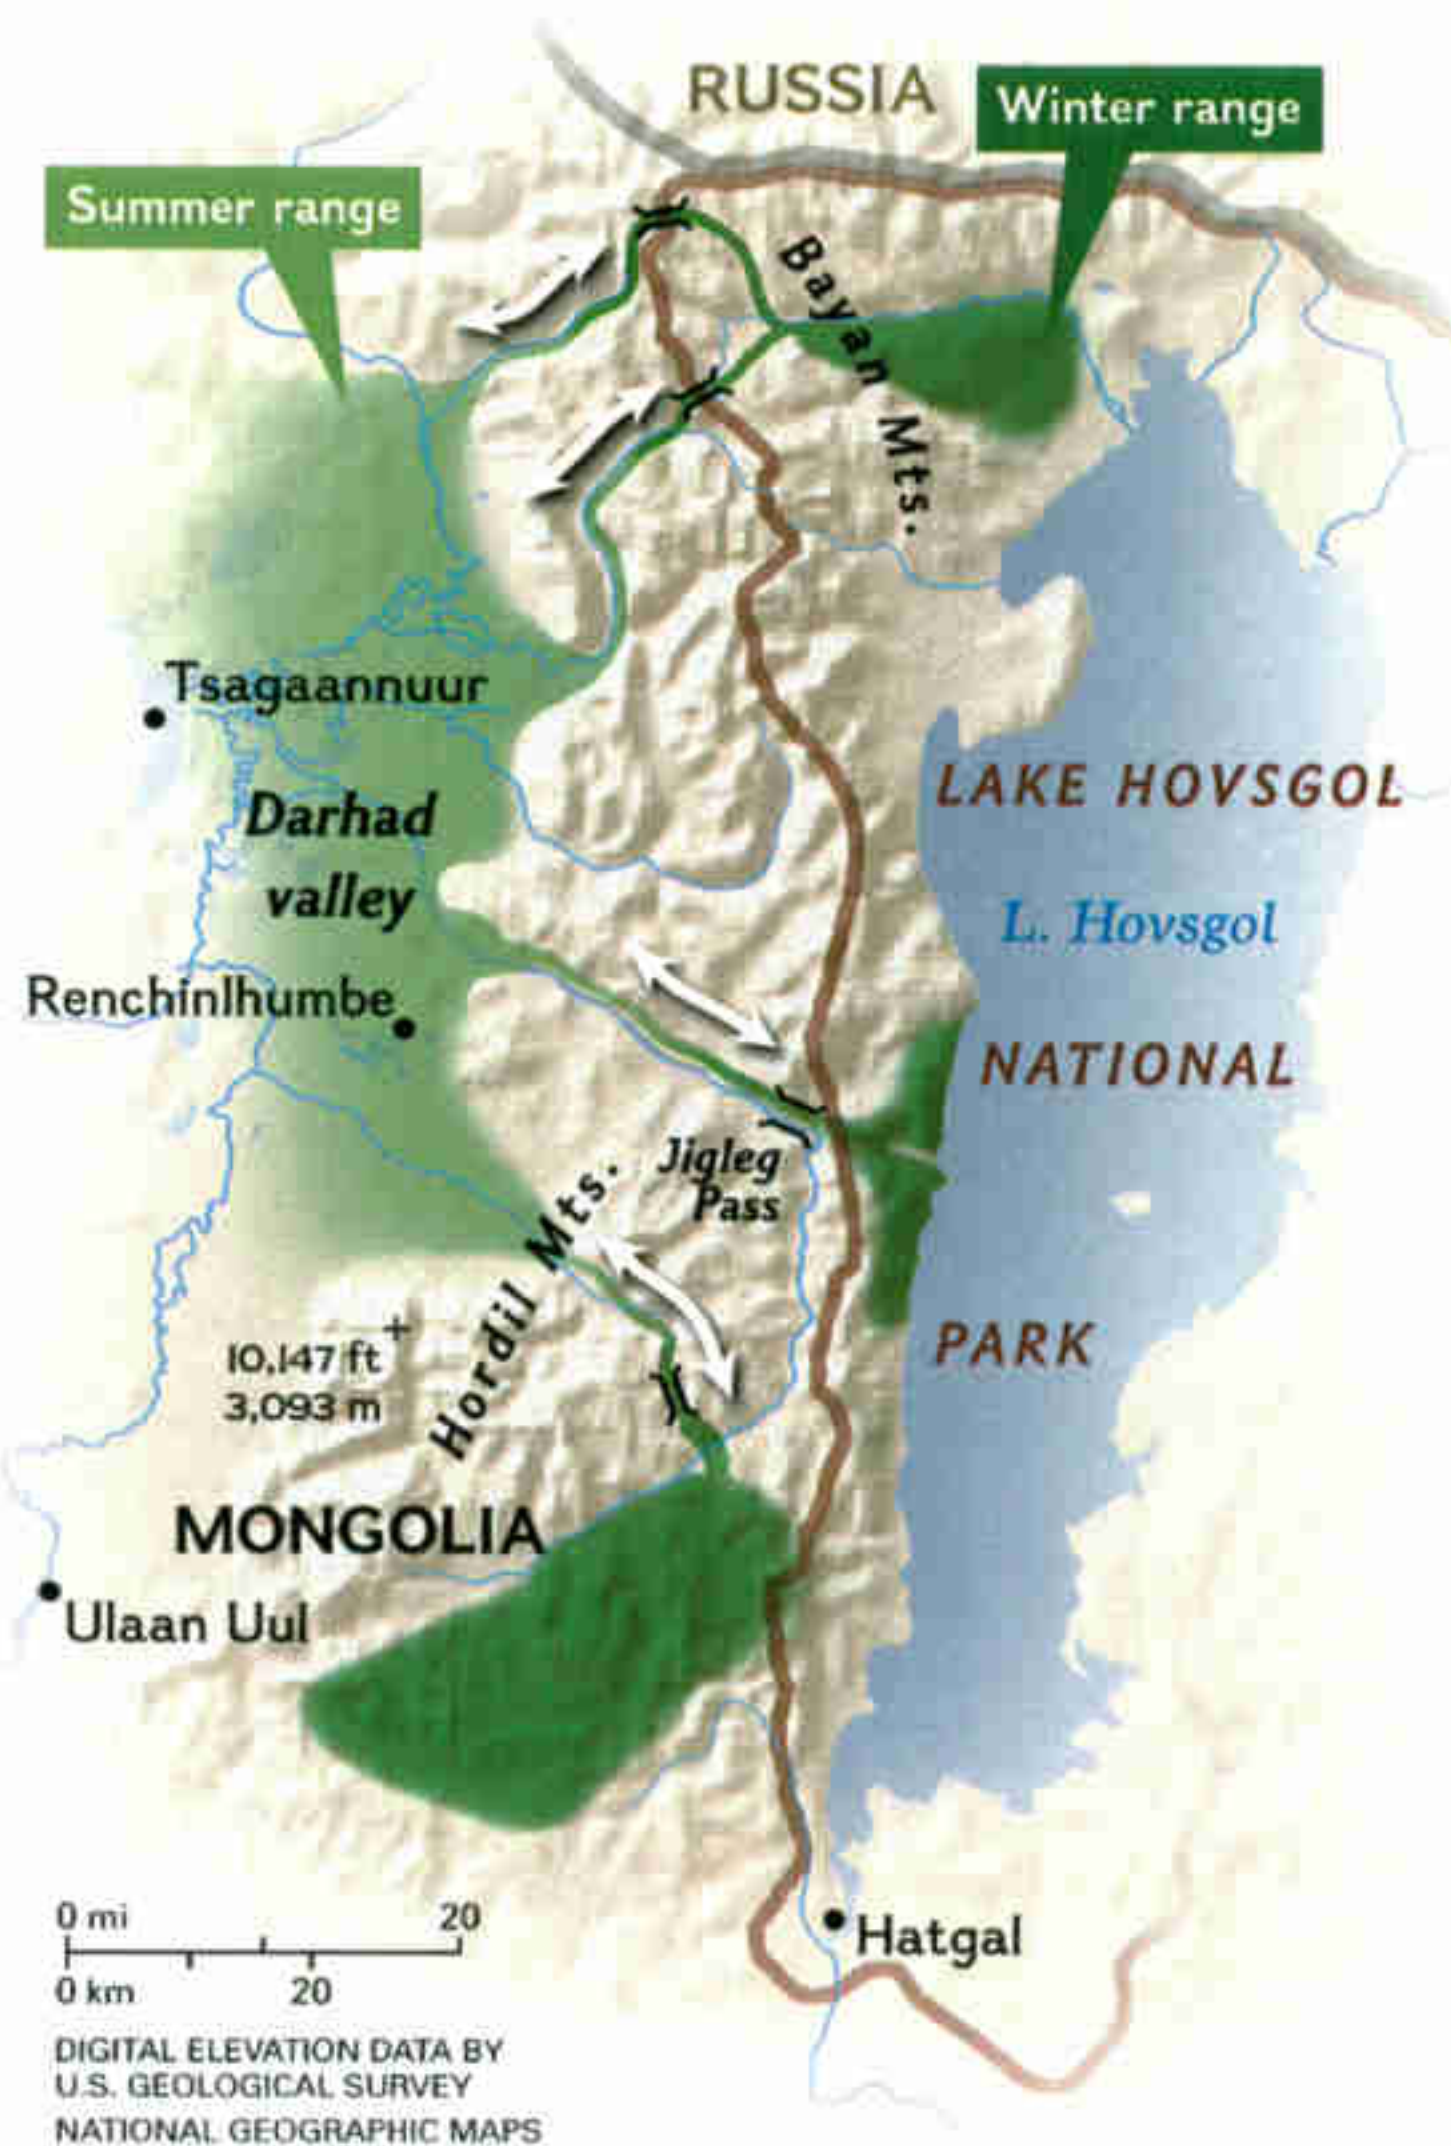 RUSSIA
Winter range
Summer range
Bayan Mts.
Tsagaannuur
LAKE HOVSGOL
Darhad
valley
L. Hovsgol
Renchinlhumbe
NATIONAL
Jigleg
Pass
Hordil Mts.
PARK
10,147 ft
3,093 m
MONGOLIA
Ulaan Uul
0 mi 20
Hatgal
0 km 20
DIGITAL ELEVATION DATA BY
U.S. GEOLOGICAL SURVEY
NATIONAL GEOGRAPHIC MAPS